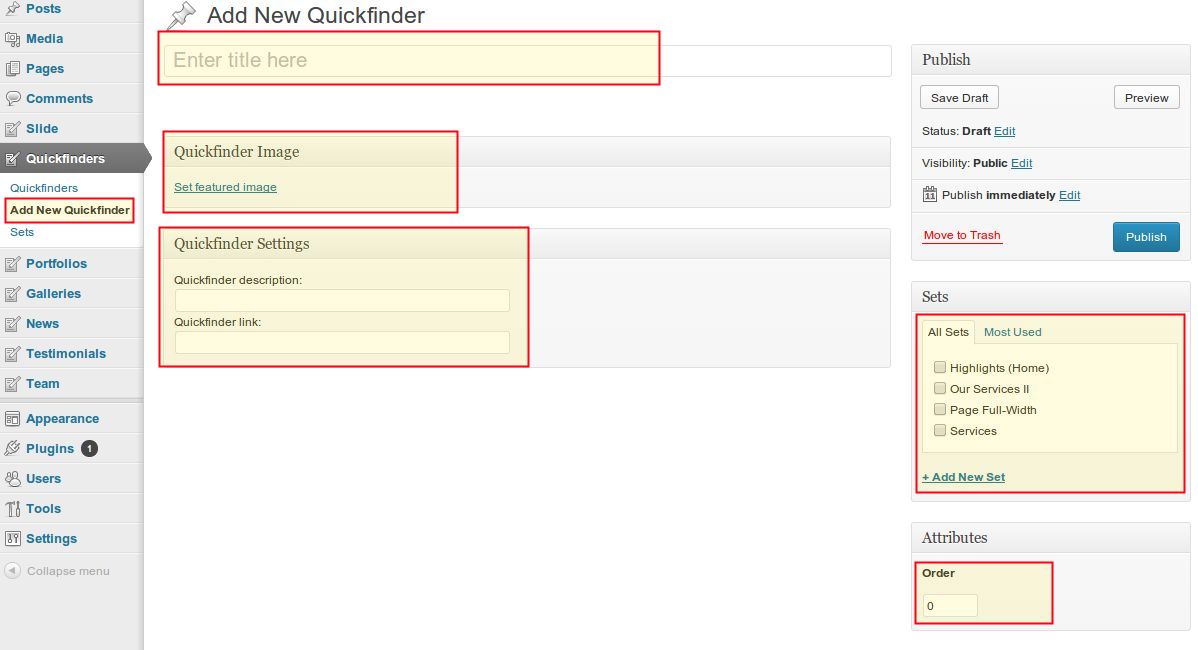 Posts
Media
Pages
Comments
Slide
Quickfinders
Quickfinders
Add New Quickfinder
Sets
Portfolios
Galleries
News
Testimonials
Team
Appearance
Plugins 1
Users
Tools
Settings
Collapse menu
Add New Quickfinder
Enter title here
Quickfinder Image
Set featured image
Quickfinder Settings
Quickfinder description:
Quickfinder link:
Publish
Save Draft Preview
Status: Draft Edit
Visibility: Public Edit
11 Publish immediately Edit
Move to Trash Publish
Sets
All Sets Most Used
Highlights (Home)
Our Services II
Page Full-Width
Services
+ Add New Set
Attributes
Order
0